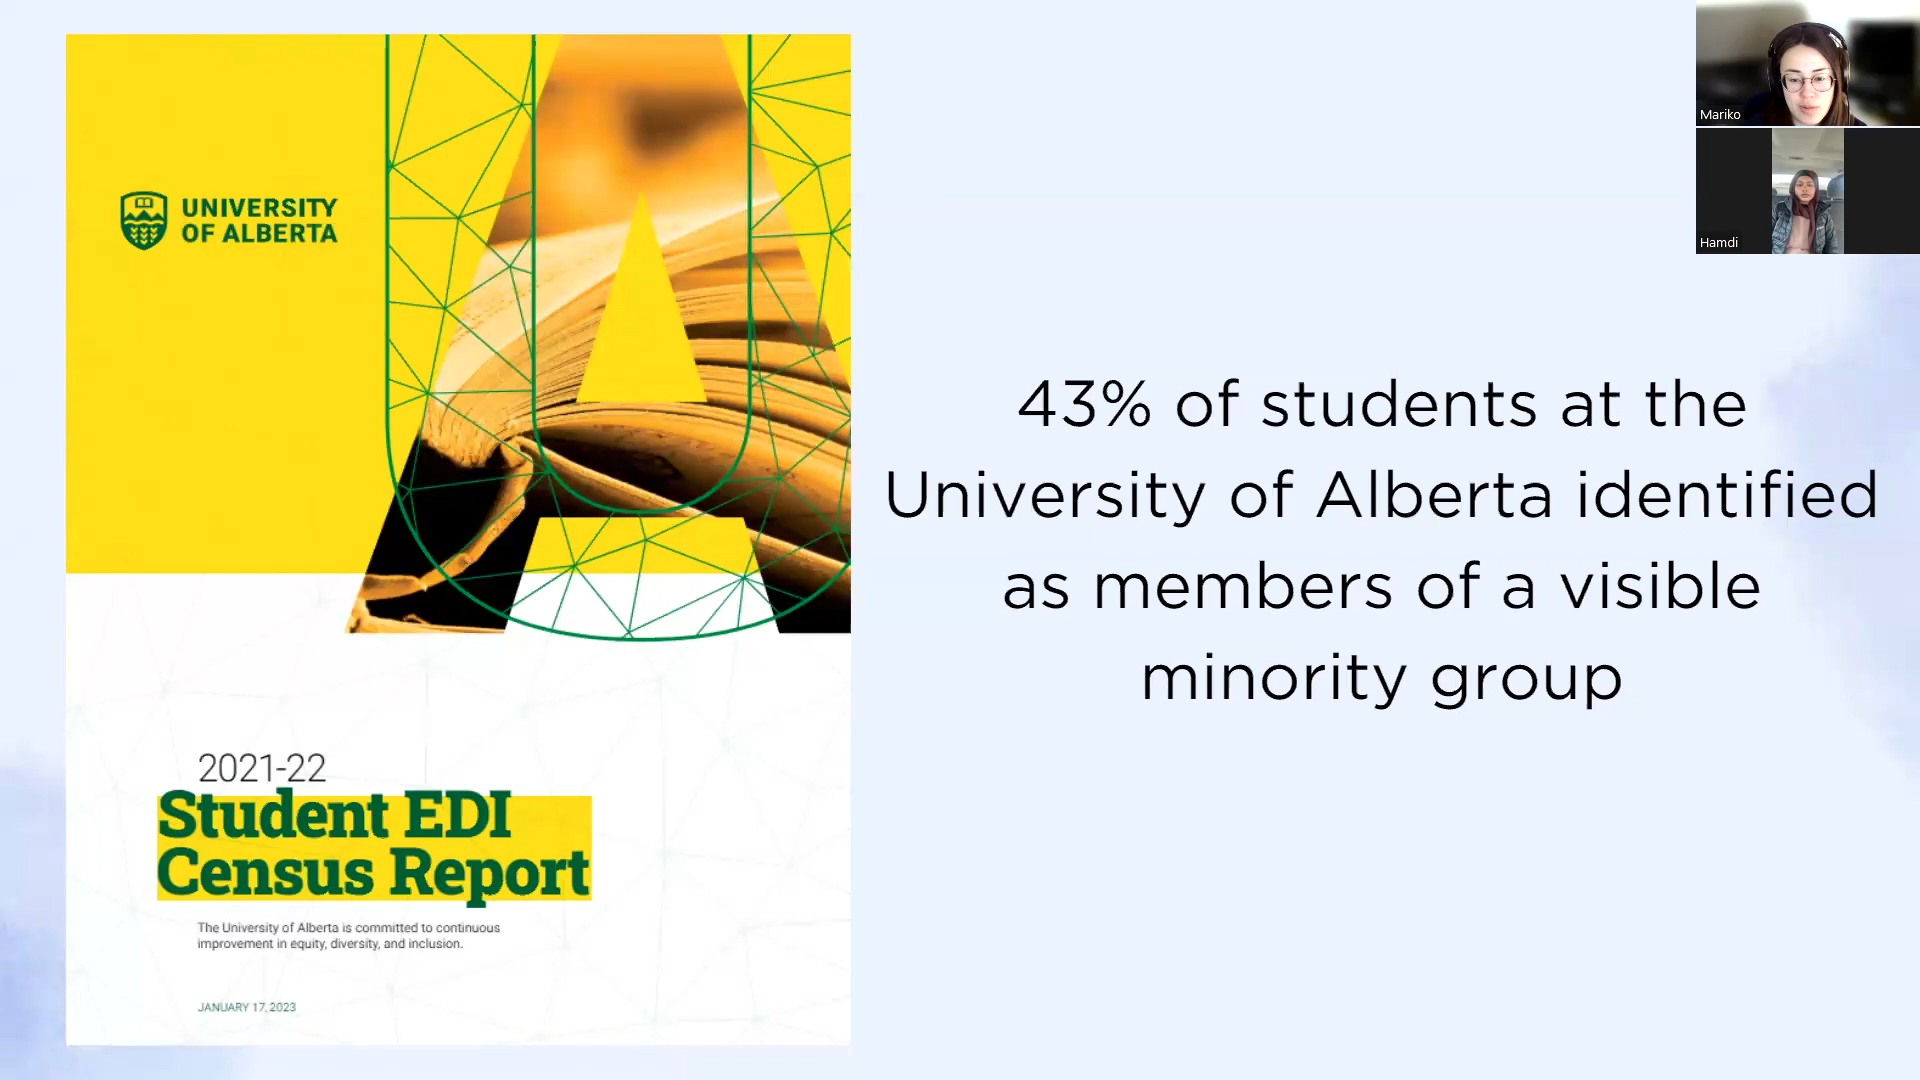 UNIVERSITY
OF ALBERTA
2021-22
Student EDI
Census Report
The University of Alberta is committed to continuous
improvement in equity, diversity, and inclusion.
JANUARY 17, 2023
43% of students at the
University of Alberta identified
as members of a visible
minority group
Mariko
Hamdi